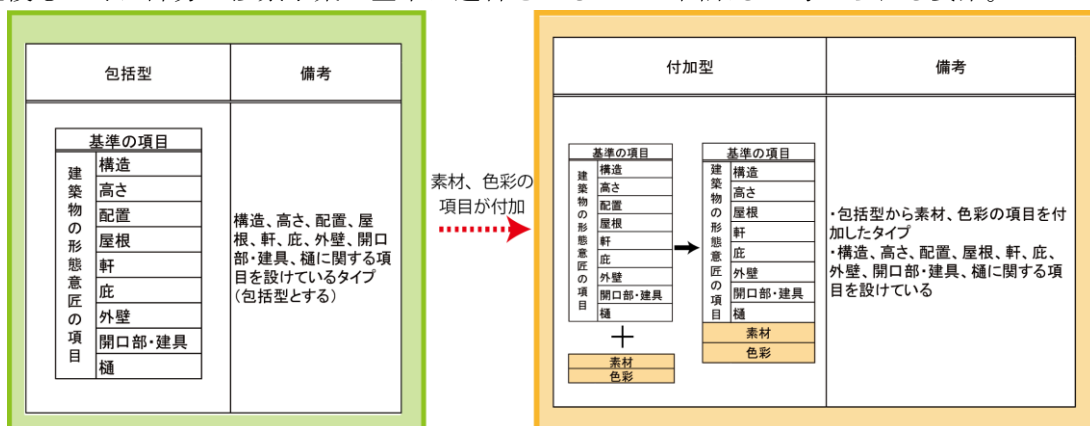 包括型
備考
基準の項目
建築物の形態意匠の項目
構造
高さ
配置
屋根
軒
庇
外壁
開口部・建具
樋
構造、高さ、配置、屋
根、軒、庇、外壁、開口
部・建具、樋に関する項
目を設けているタイプ
(包括型とする)
素材、色彩の
項目が付加
付加型
備考
基準の項目
建築物の形態意匠の項目
構造
高さ
配置
屋根
軒
庇
外壁
開口部・建具
樋
+
素材
色彩
基準の項目
建築物の形態意匠の項目
構造
高さ
屋根
軒
庇
外壁
開口部・建具
樋
素材
色彩
・包括型から素材、色彩の項目を付
加したタイプ
・構造、高さ、配置、屋根、軒、庇、
外壁、開口部・建具、樋に関する項
目を設けている